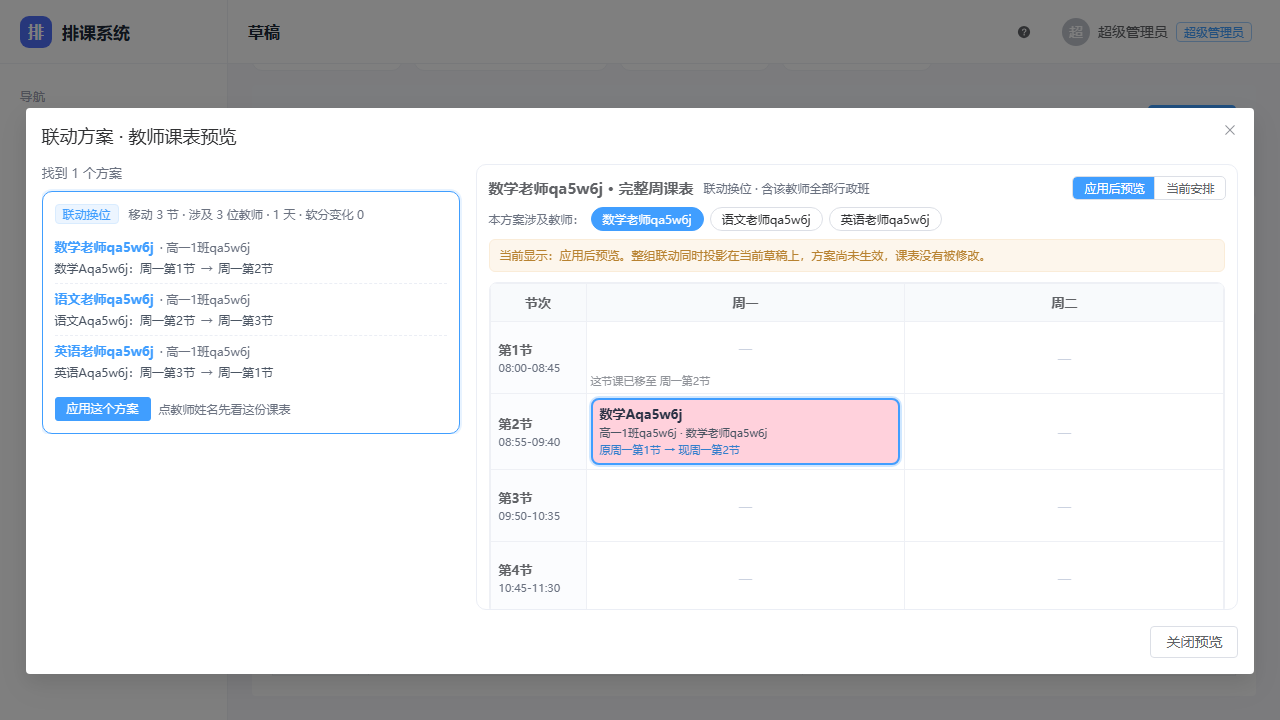 排 排课系统
草稿
?
超 超级管理员 超级管理员
导航
联动方案 · 教师课表预览
找到 1 个方案
联动换位 移动 3 节 · 涉及 3 位教师 · 1 天 · 软分变化 0
数学老师qa5w6j · 高一1班qa5w6j
数学Aqa5w6j：周一第1节 → 周一第2节
语文老师qa5w6j · 高一1班qa5w6j
语文Aqa5w6j：周一第2节 → 周一第3节
英语老师qa5w6j · 高一1班qa5w6j
英语Aqa5w6j：周一第3节 → 周一第1节
应用这个方案 点教师姓名先看这份课表
数学老师qa5w6j • 完整周课表 联动换位 · 含该教师全部行政班
应用后预览 当前安排
本方案涉及教师： 数学老师qa5w6j 语文老师qa5w6j 英语老师qa5w6j
当前显示：应用后预览。整组联动同时投影在当前草稿上，方案尚未生效，课表没有被修改。
节次 周一 周二
第1节
08:00-08:45
—
—
这节课已移至 周一第2节
第2节
08:55-09:40
数学Aqa5w6j
高一1班qa5w6j · 数学老师qa5w6j
原周一第1节 → 现周一第2节
—
第3节
09:50-10:35
—
—
第4节
10:45-11:30
—
—
关闭预览